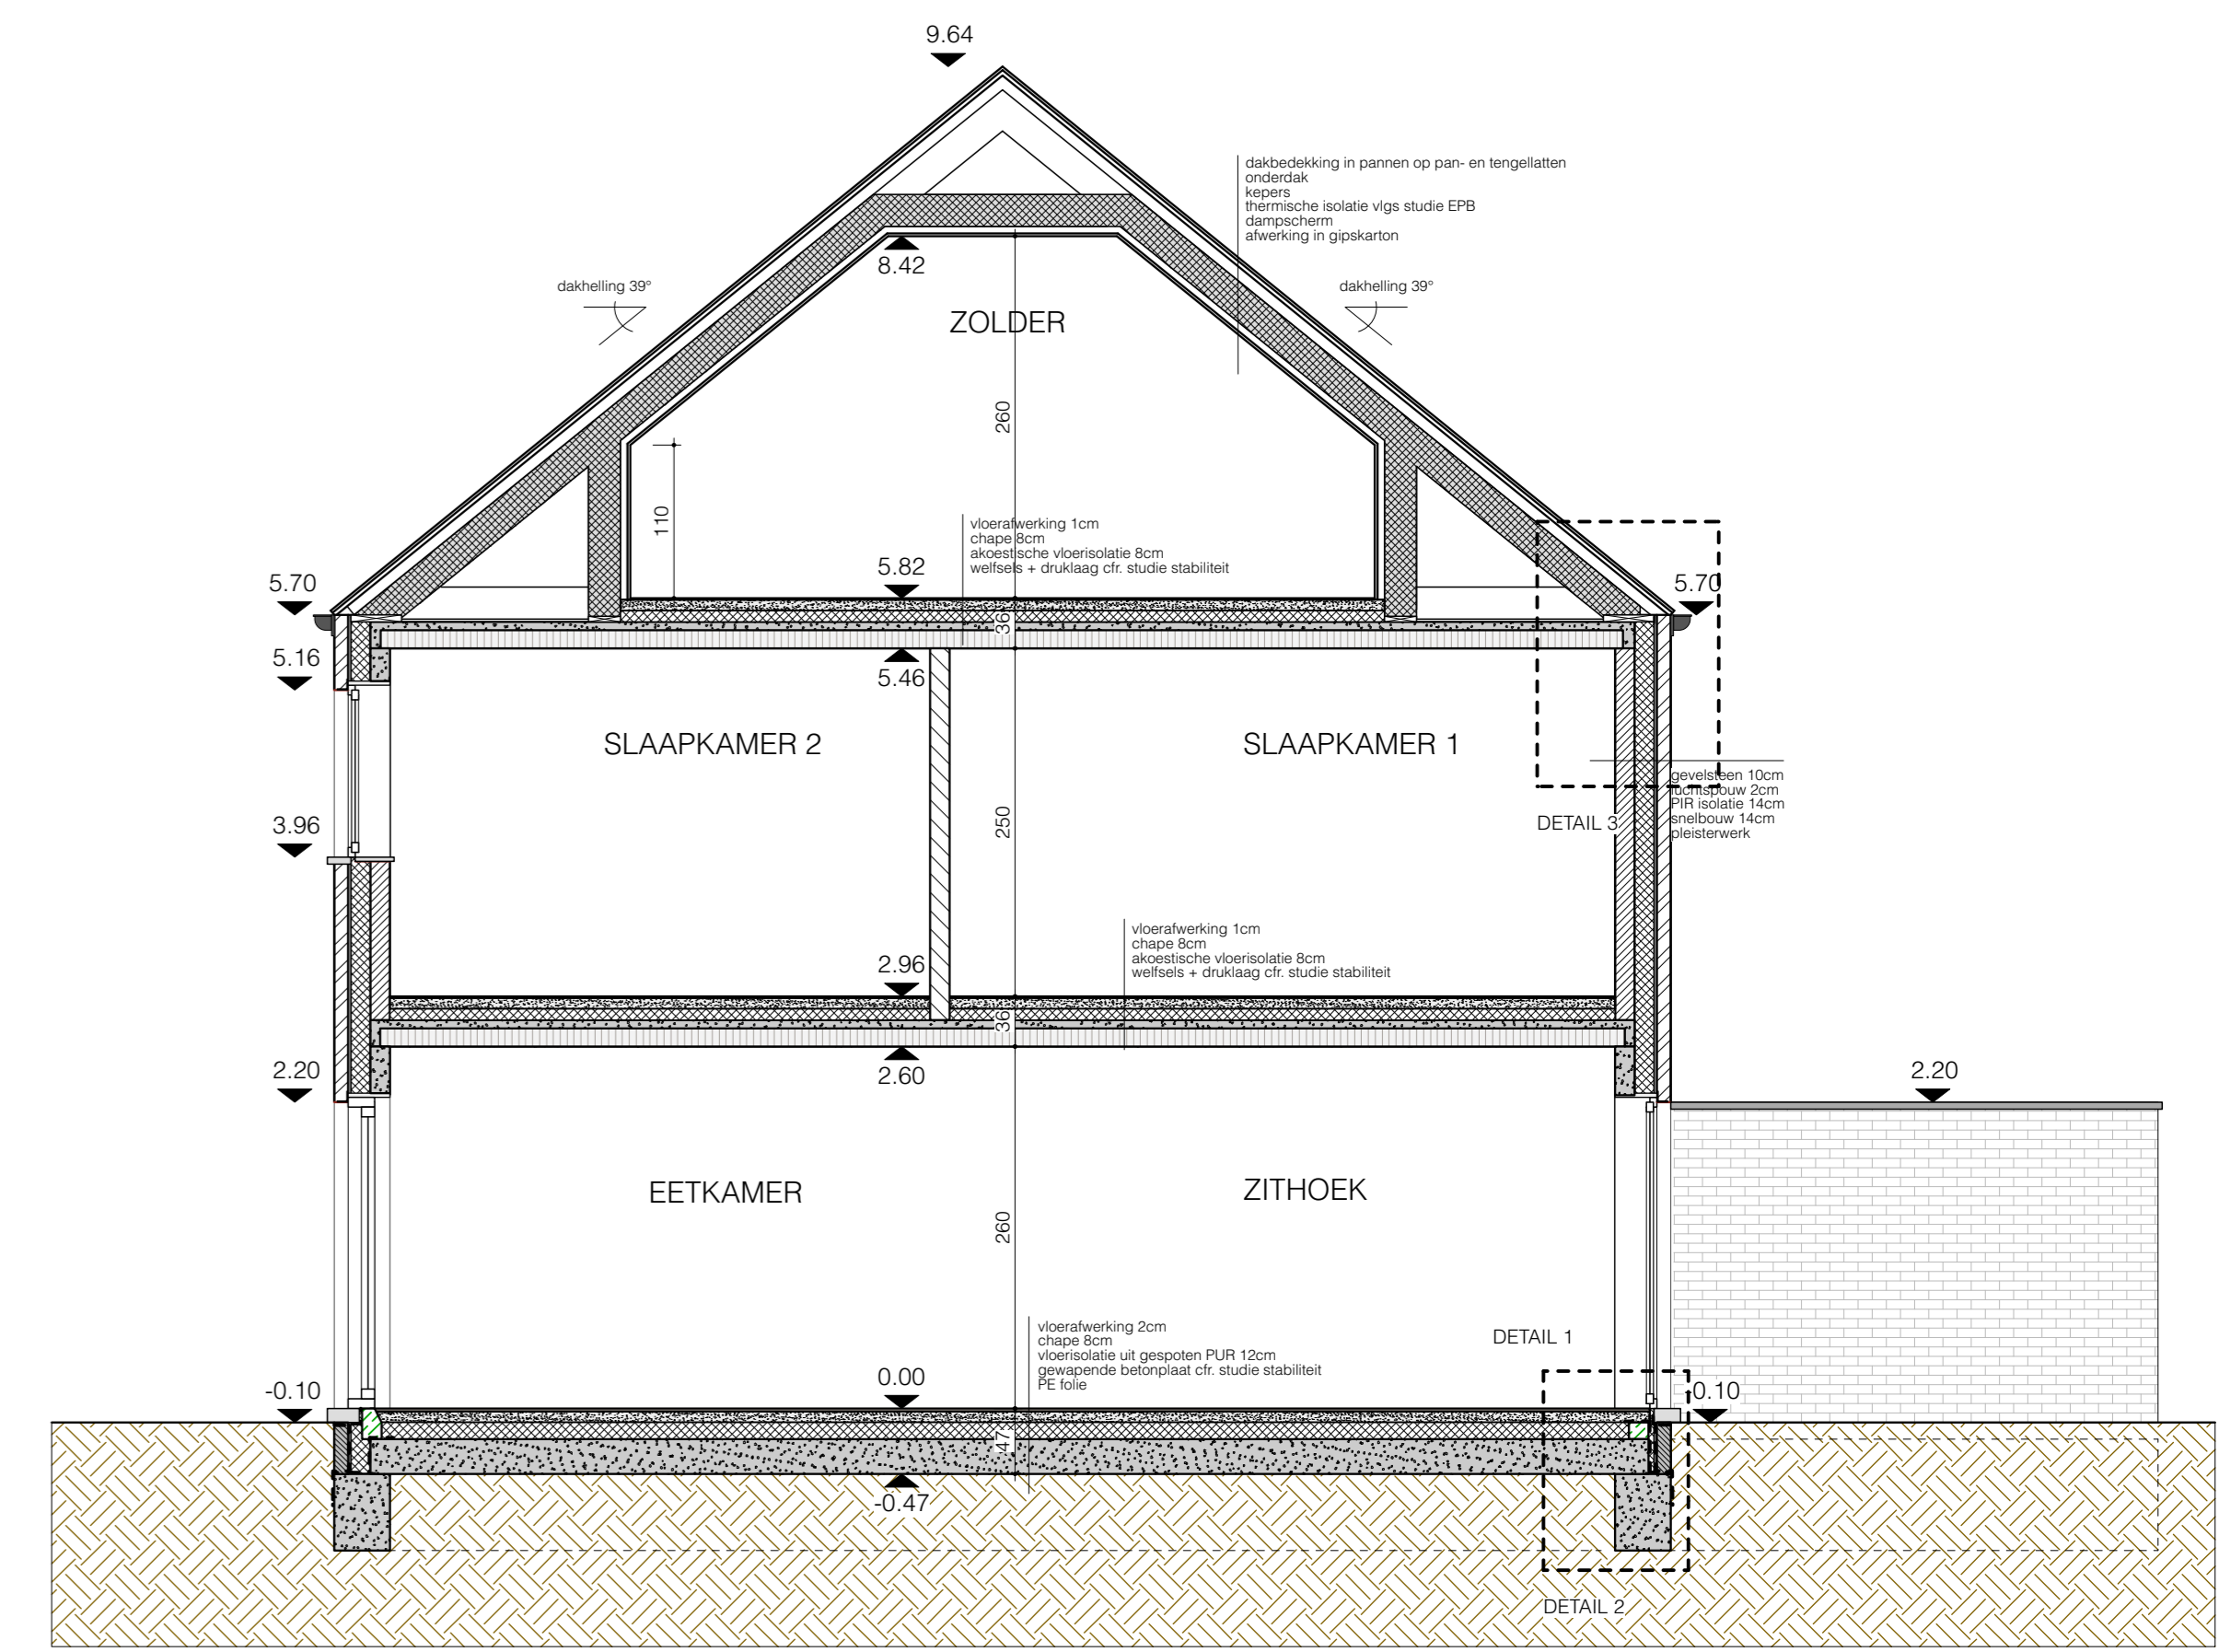 9.64
dakbedekking in pannen op pan- en tengellatten
onderdak
kepers
thermische isolatie vlgs studie EPB
dampscherm
afwerking in gipskarton
8.42
dakhelling 39°
dakhelling 39°
ZOLDER
260
110
vloerafwerking 1cm
chape 8cm
akoestische vloerisolatie 8cm
welfsels + druklaag cfr. studie stabiliteit
5.82
5.70
5.70
36
5.16
5.46
SLAAPKAMER 2
SLAAPKAMER 1
gevelsteen 10cm
luchtspouw 2cm
PIR isolatie 14cm
snelbouw 14cm
pleisterwerk
3.96
250
DETAIL 3
vloerafwerking 1cm
chape 8cm
akoestische vloerisolatie 8cm
welfsels + druklaag cfr. studie stabiliteit
2.96
36
2.20
2.60
2.20
EETKAMER
ZITHOEK
260
vloerafwerking 2cm
chape 8cm
vloerisolatie uit gespoten PUR 12cm
gewapende betonplaat cfr. studie stabiliteit
PE folie
DETAIL 1
-0.10
0.00
-0.10
47
-0.47
DETAIL 2